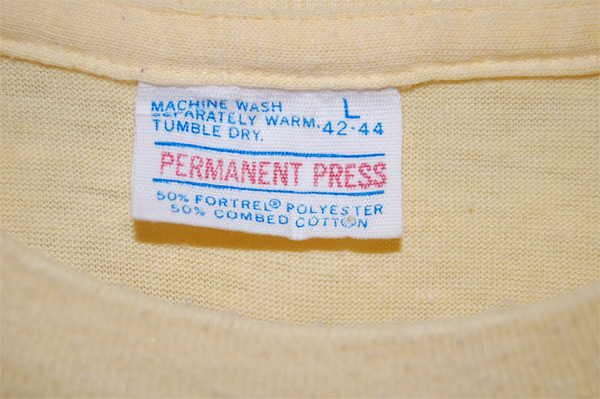 MACHINE WASH L
SEPARATELY WARM. 42-44
TUMBLE DRY.
PERMANENT PRESS
50% FORTREL® POLYESTER
50% COMBED COTTON